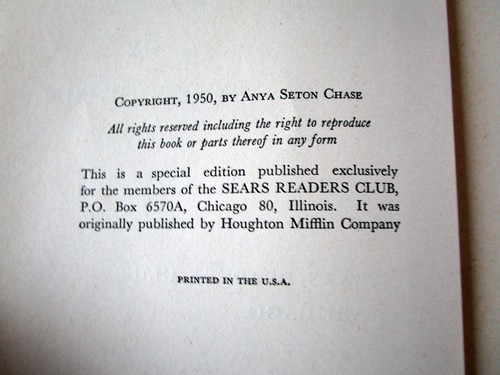 Copyright, 1950, by Anya Seton Chase
All rights reserved including the right to reproduce
this book or parts thereof in any form
This is a special edition published exclusively
for the members of the SEARS READERS CLUB,
P.O. Box 6570A, Chicago 80, Illinois. It was
originally published by Houghton Mifflin Company
PRINTED IN THE U.S.A.